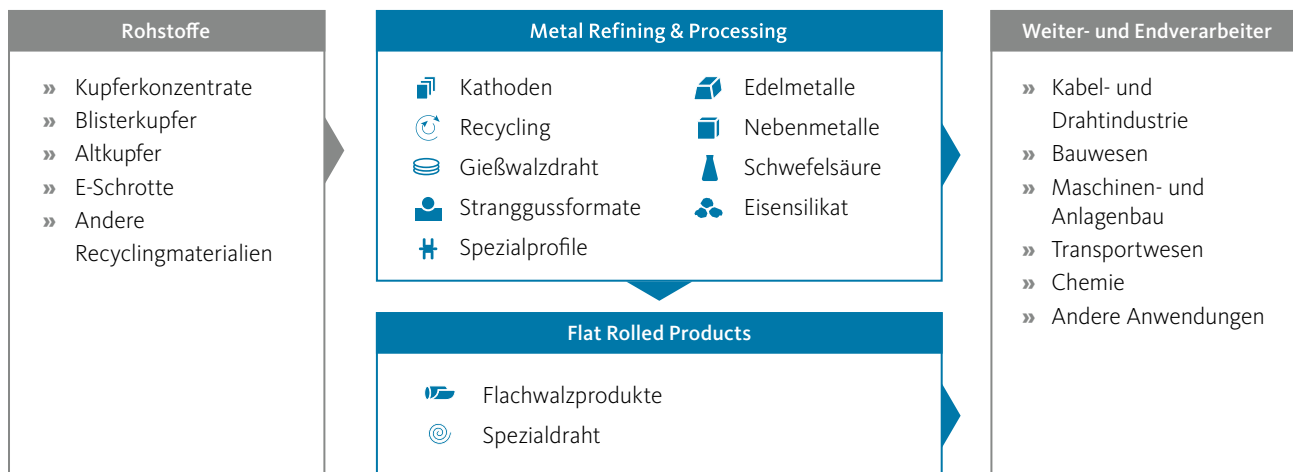 Rohstoffe
» Kupferkonzentrate
» Blisterkupfer
» Altkupfer
» E-Schrotte
» Andere
Recyclingmaterialien
Metal Refining & Processing
Kathoden
Recycling
Gießwalzdraht
Stranggussformate
Spezialprofile
Edelmetalle
Nebenmetalle
Schwefelsäure
Eisensilikat
Flat Rolled Products
Flachwalzprodukte
Spezialdraht
Weiter- und Endverarbeiter
» Kabel- und
Drahtindustrie
» Bauwesen
» Maschinen- und
Anlagenbau
» Transportwesen
» Chemie
» Andere Anwendungen